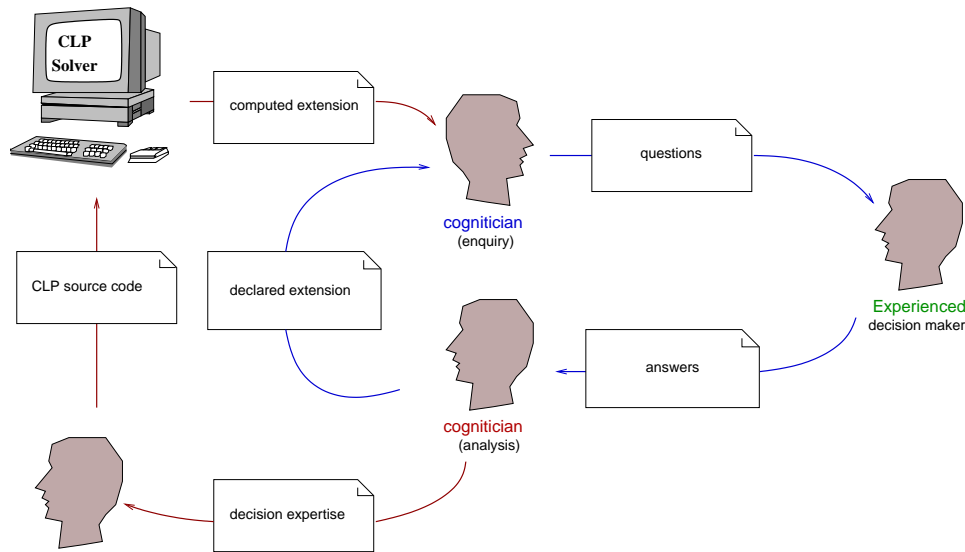 CLP
Solver
computed extension
questions
cognitician
(enquiry)
CLP source code
declared extension
Experienced
decision maker
answers
cognitician
(analysis)
decision expertise